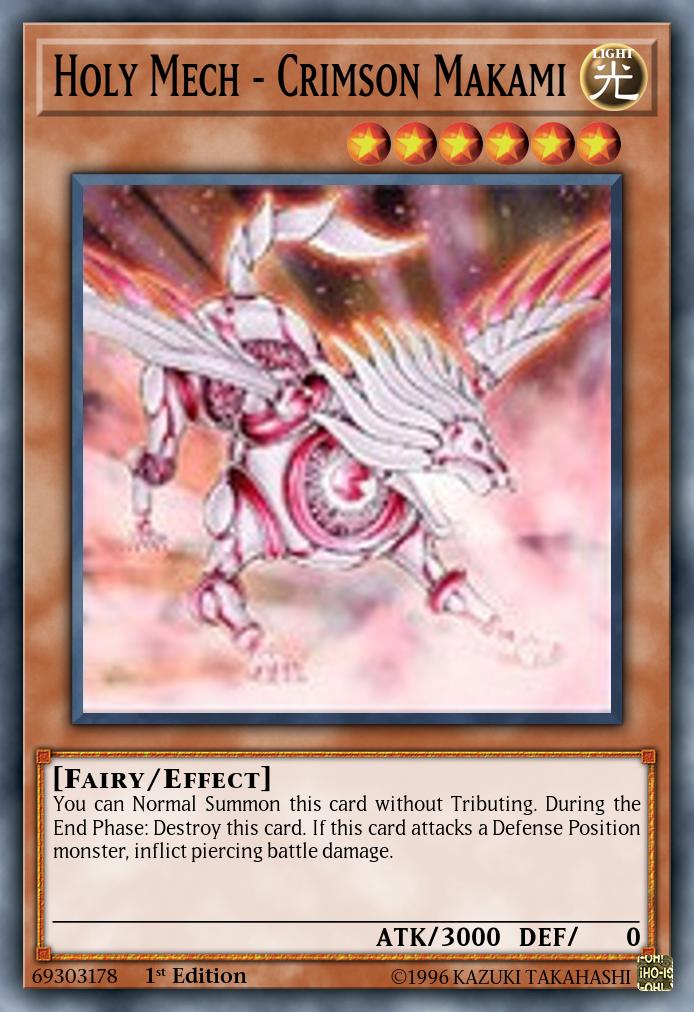 HOLY MECH - CRIMSON MAKAMI
LIGHT
光
[FAIRY/EFFECT]
You can Normal Summon this card without Tributing. During the
End Phase: Destroy this card. If this card attacks a Defense Position
monster, inflict piercing battle damage.
ATK/3000 DEF/ 0
69303178 1st Edition ©1996 KAZUKI TAKAHASHI